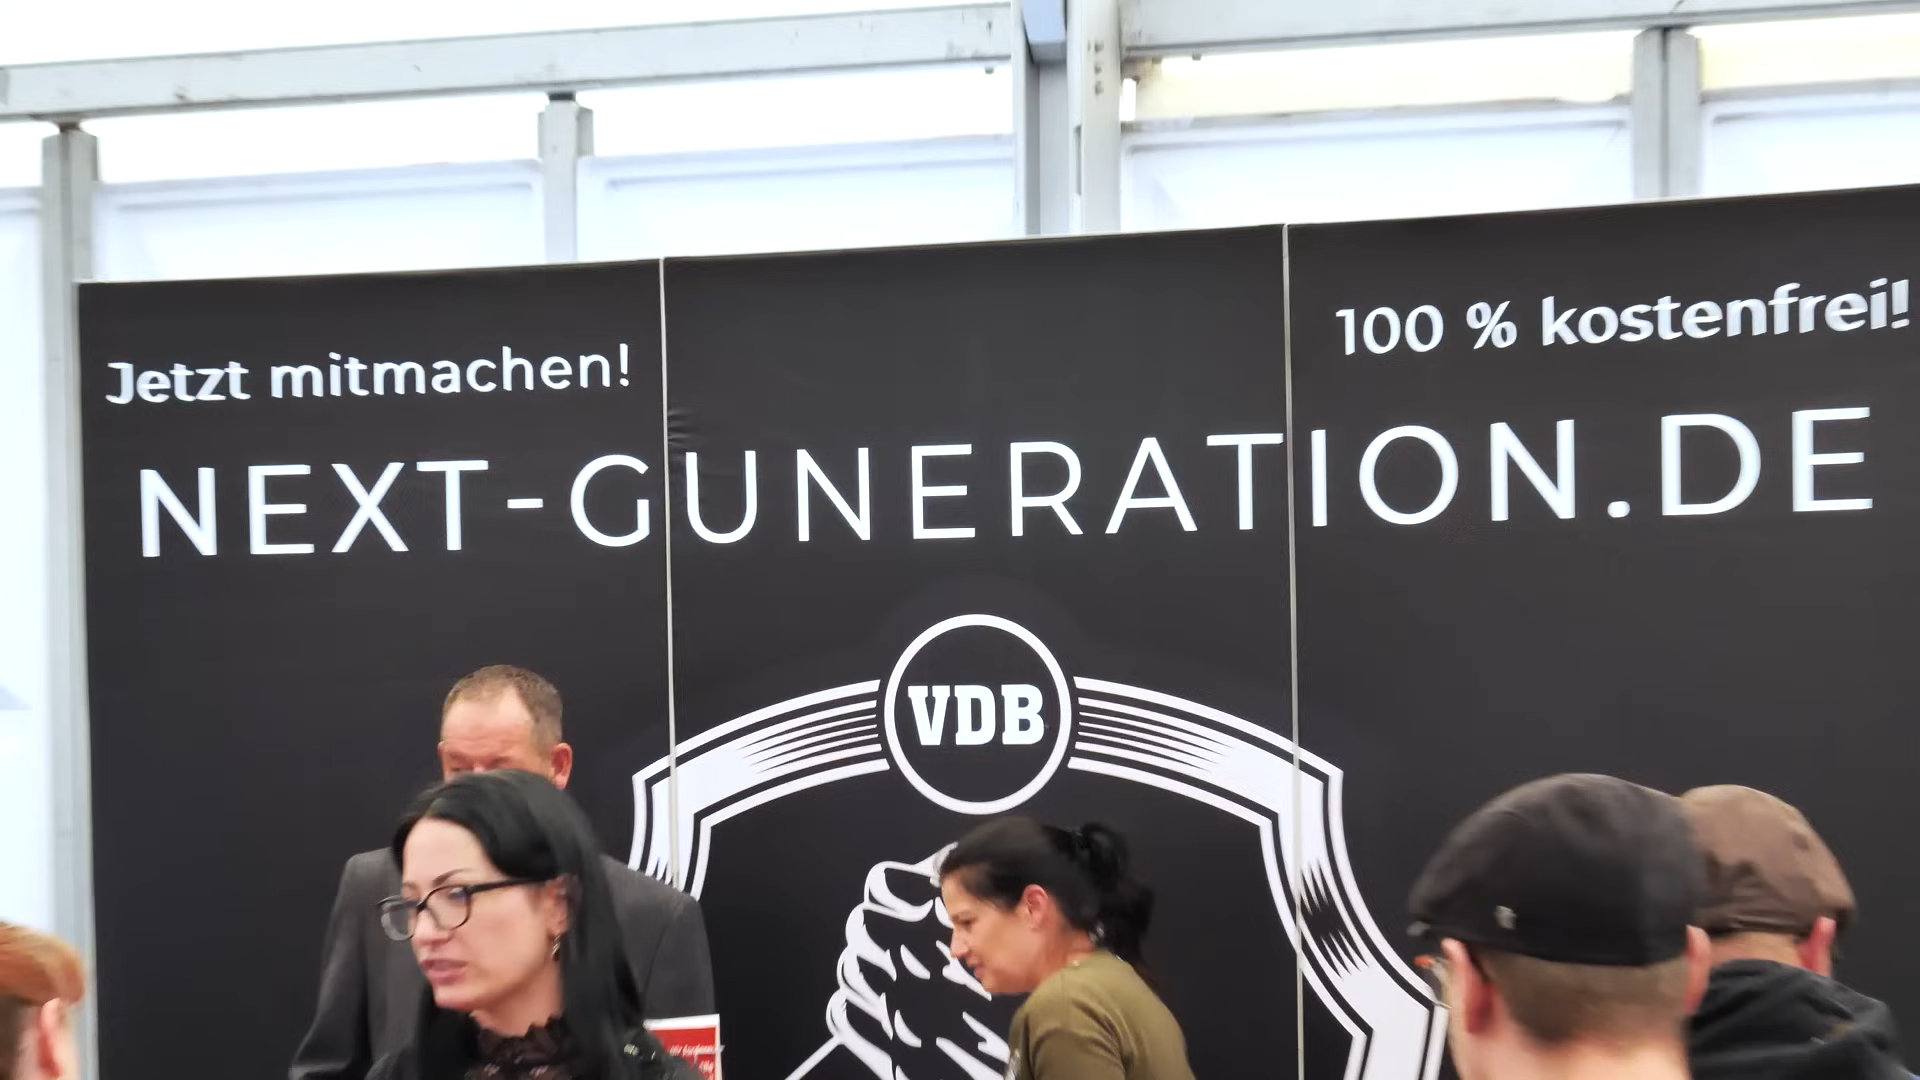 Jetzt mitmachen!
100 % kostenfrei!
NEXT-GUNERATION.DE
VDB